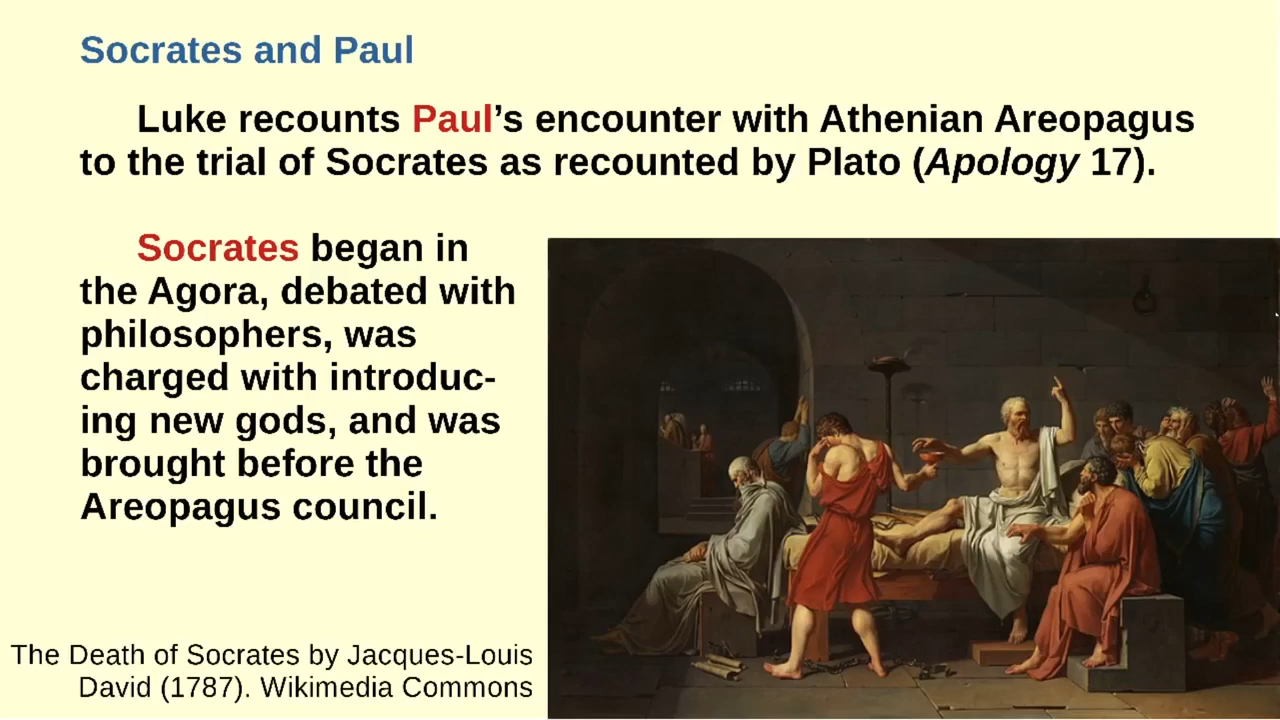 Socrates and Paul
Luke recounts Paul’s encounter with Athenian Areopagus
to the trial of Socrates as recounted by Plato (Apology 17).
Socrates began in
the Agora, debated with
philosophers, was
charged with introduc-
ing new gods, and was
brought before the
Areopagus council.
The Death of Socrates by Jacques-Louis
David (1787). Wikimedia Commons